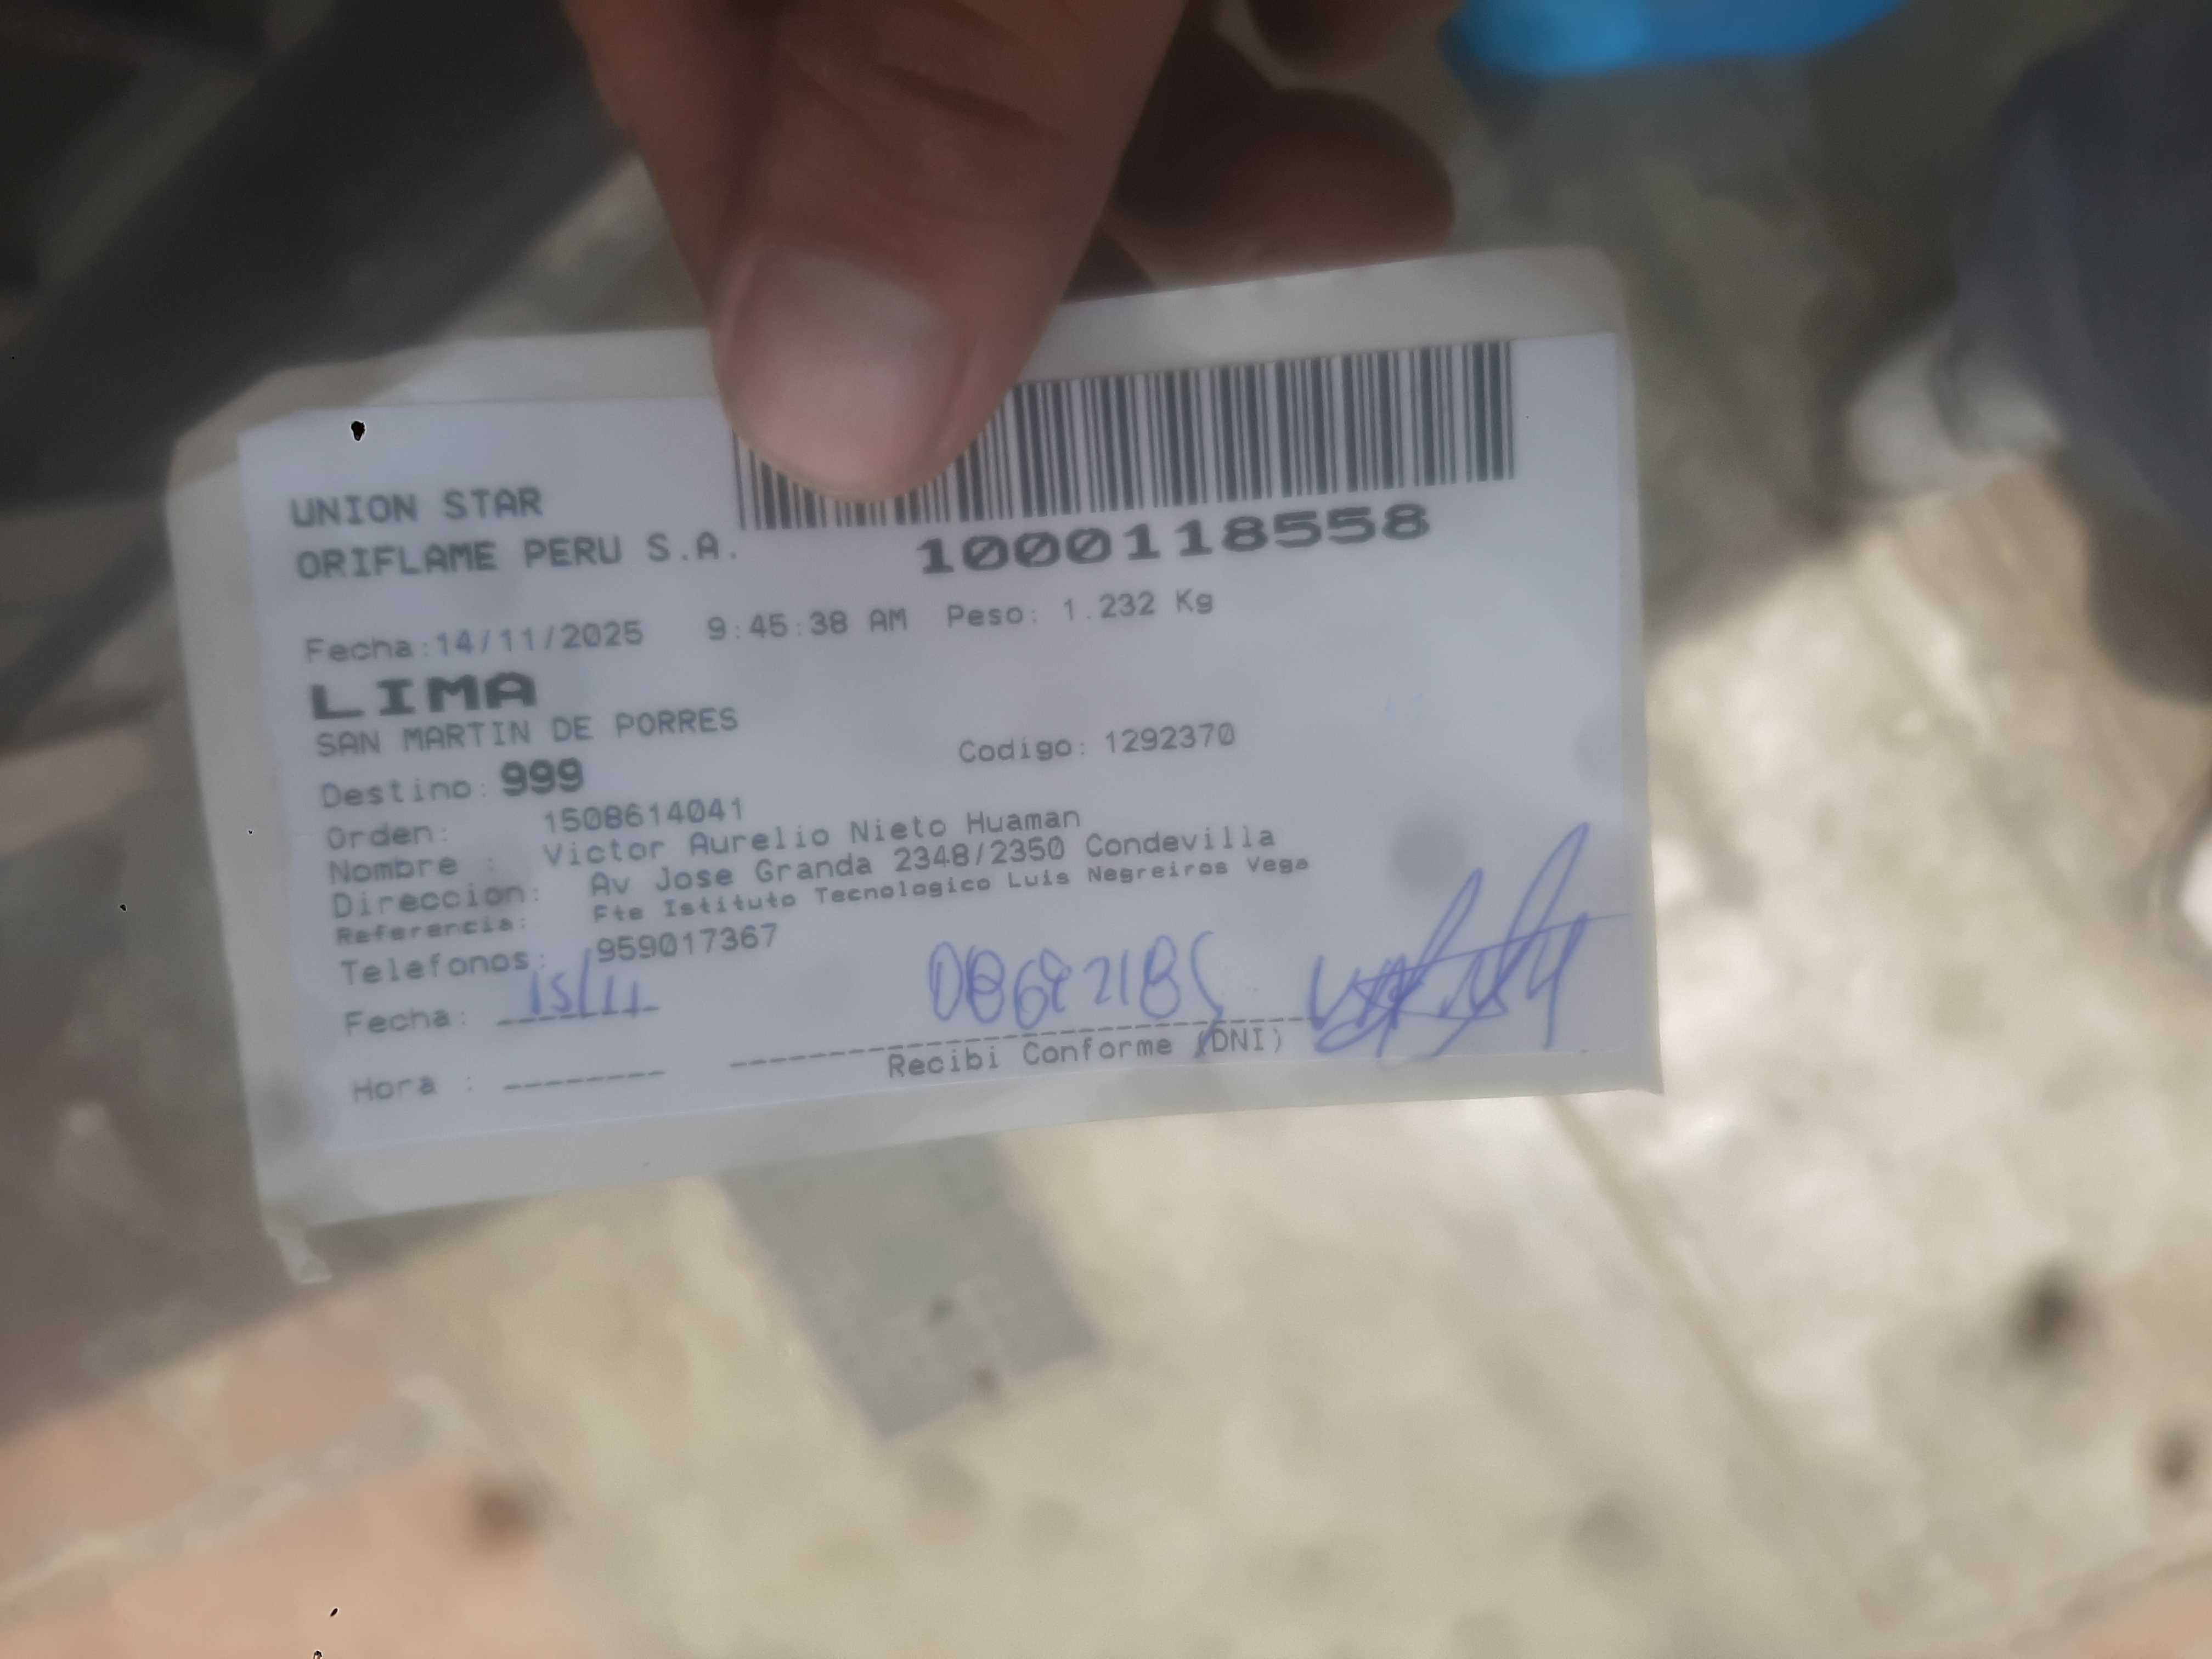 UNION STAR
ORIFLAME PERU S.A.
1000118558
Fecha:14/11/2025 9:45:38 AM Peso: 1.232 Kg
LIMA
SAN MARTIN DE PORRES
Destino: 999 Codigo: 1292370
Orden: 1508614041
Nombre : Victor Aurelio Nieto Huaman
Direccion: Av Jose Granda 2348/2350 Condevilla
Referencia: Fte Istituto Tecnologico Luis Negreiros Vega
Telefonos: 959017367
Fecha: 15/11
Hora :
Recibi Conforme (DNI)